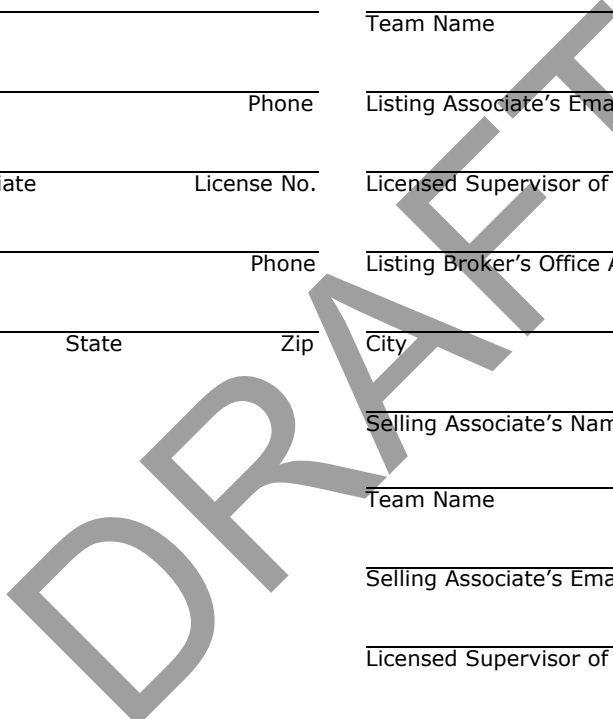 Team Name
Phone Listing Associate's Ema
iate License No. Licensed Supervisor of
Phone Listing Broker's Office
State Zip City
Selling Associate's Nam
Team Name
Selling Associate's Ema
Licensed Supervisor of
DRAFT